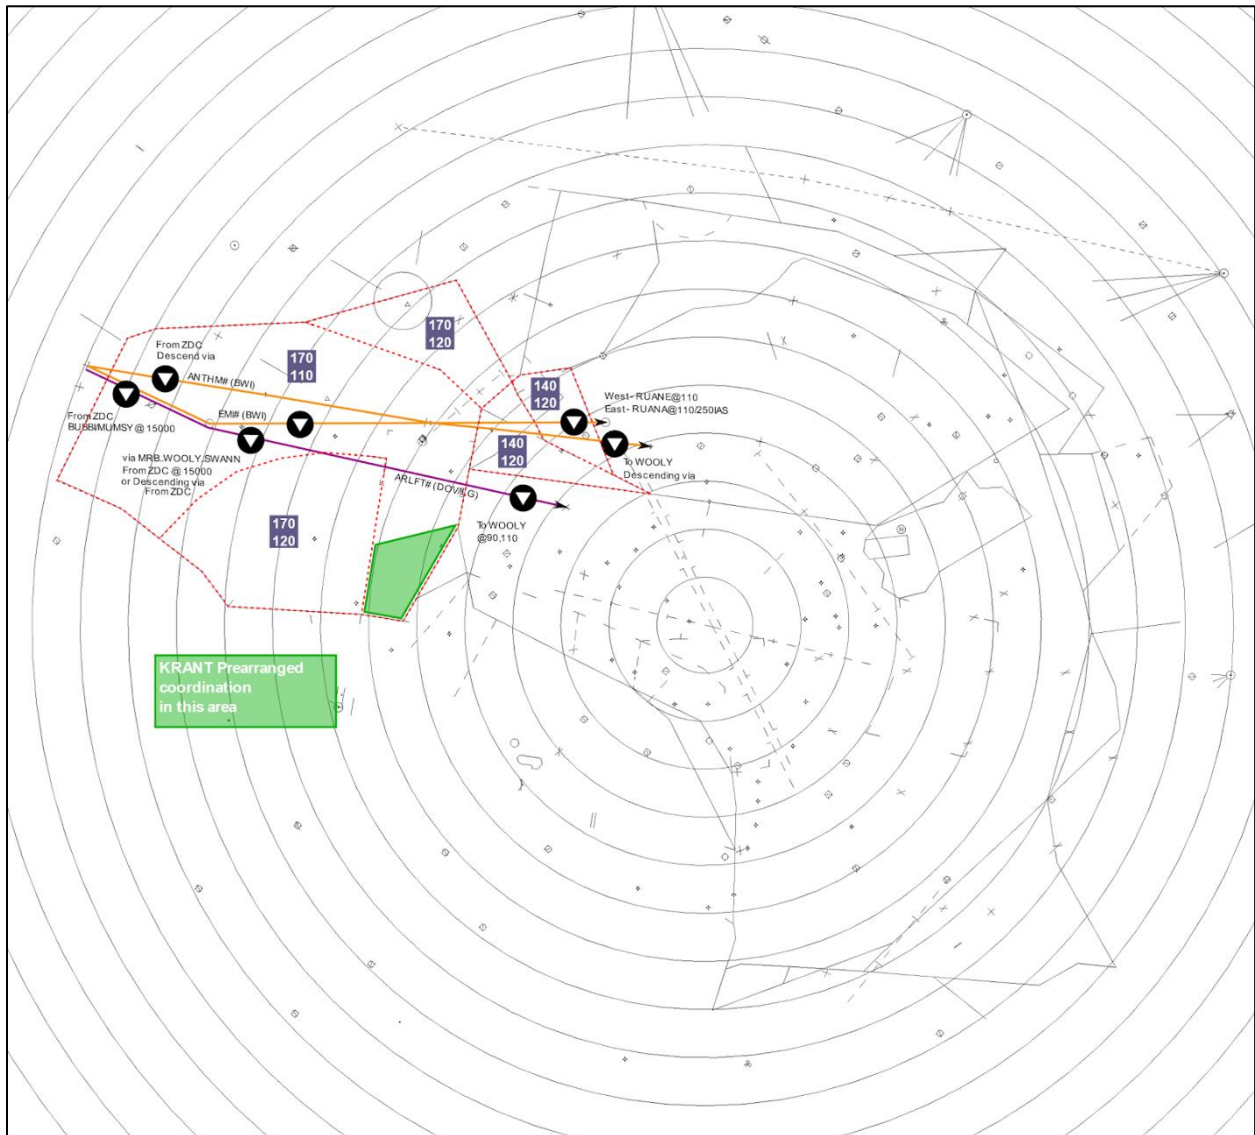 170
120
From ZDC
Descend via
170
110
ANTHM# (BWI)
140
120
West - RUANE@110
East - RUANA@110/250IAS
From ZDC
BUBBI/MUMSY @ 15000
EMI# (BWI)
via MRB.WOOLY.SWANN
From ZDC @ 15000
or Descending via
From ZDC
140
120
To WOOLY
Descending via
ARLFT# (DOV/ILG)
170
120
To WOOLY
@90,110
KRANT Prearranged
coordination
in this area